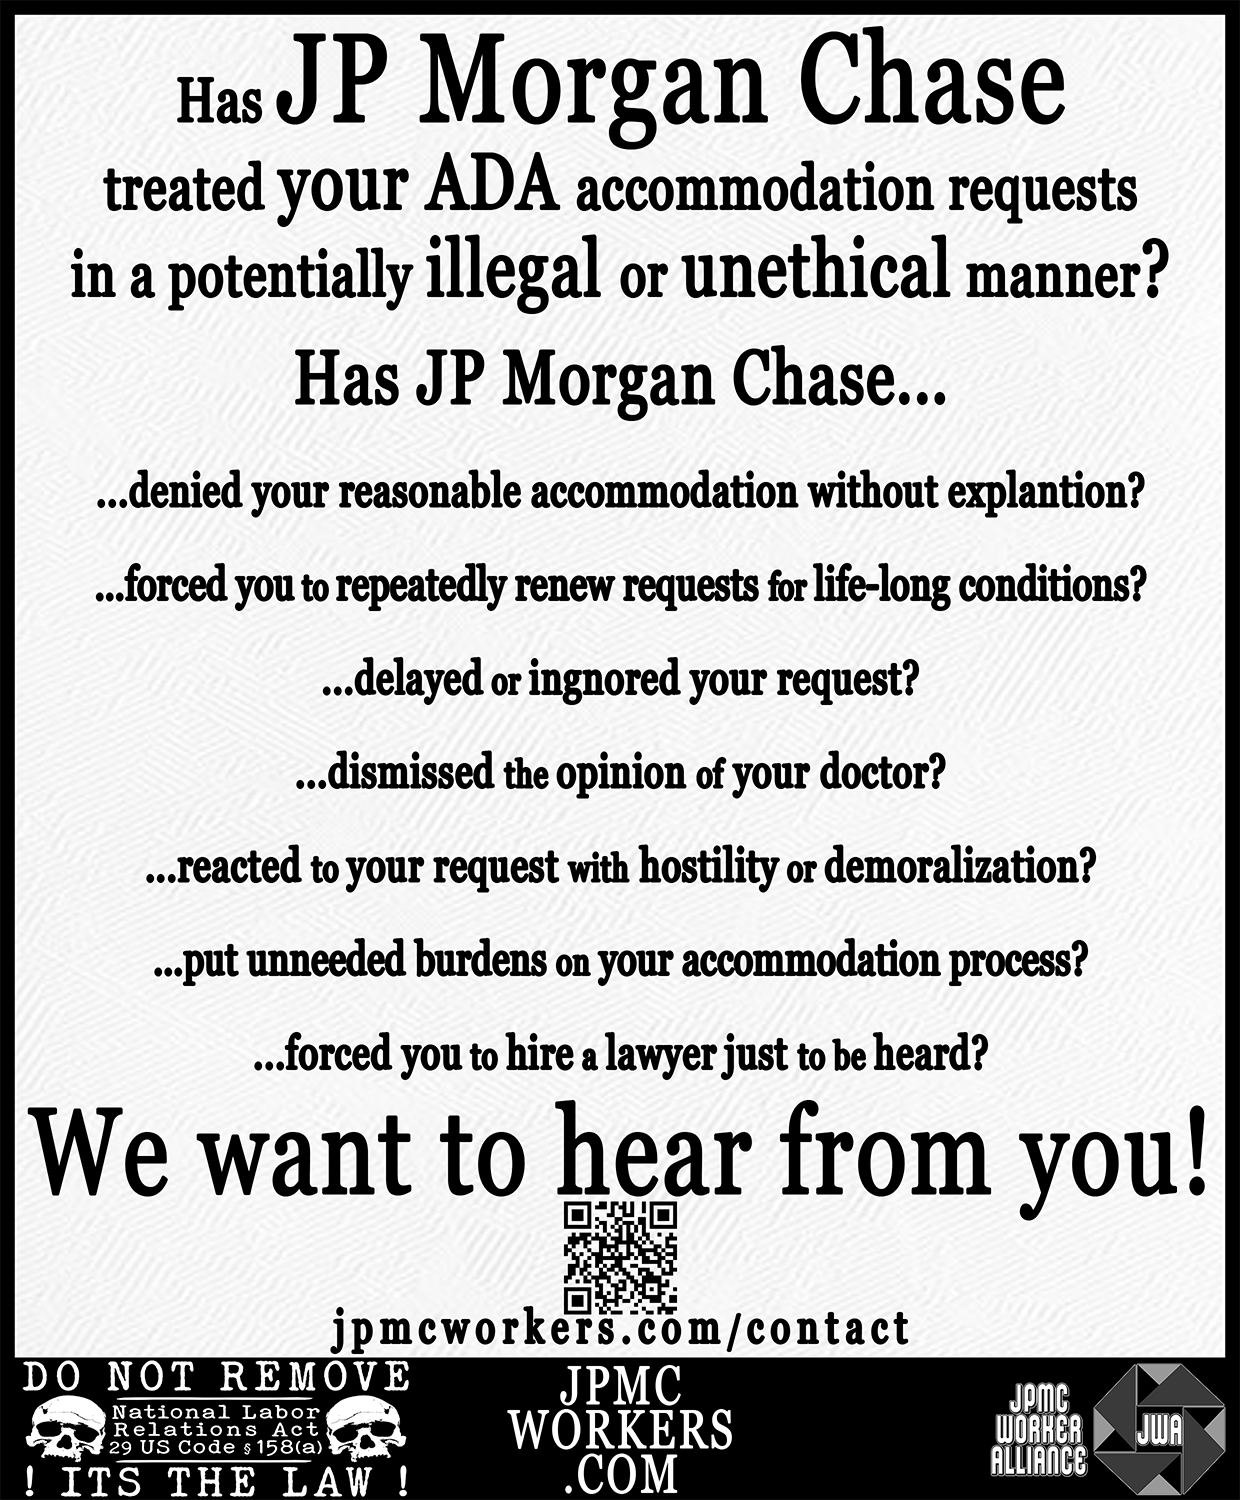 Has JP Morgan Chase
treated your ADA accommodation requests
in a potentially illegal or unethical manner?
Has JP Morgan Chase...
...denied your reasonable accommodation without explantion?
...forced you to repeatedly renew requests for life-long conditions?
...delayed or ingnored your request?
...dismissed the opinion of your doctor?
...reacted to your request with hostility or demoralization?
...put unneeded burdens on your accommodation process?
...forced you to hire a lawyer just to be heard?
We want to hear from you!
jpmcworkers.com/contact
DO NOT REMOVE
National Labor
Relations Act
29 US Code § 158(a)
! ITS THE LAW !
JPMC
WORKERS
.COM
JPMC
WORKER
ALLIANCE
JWA